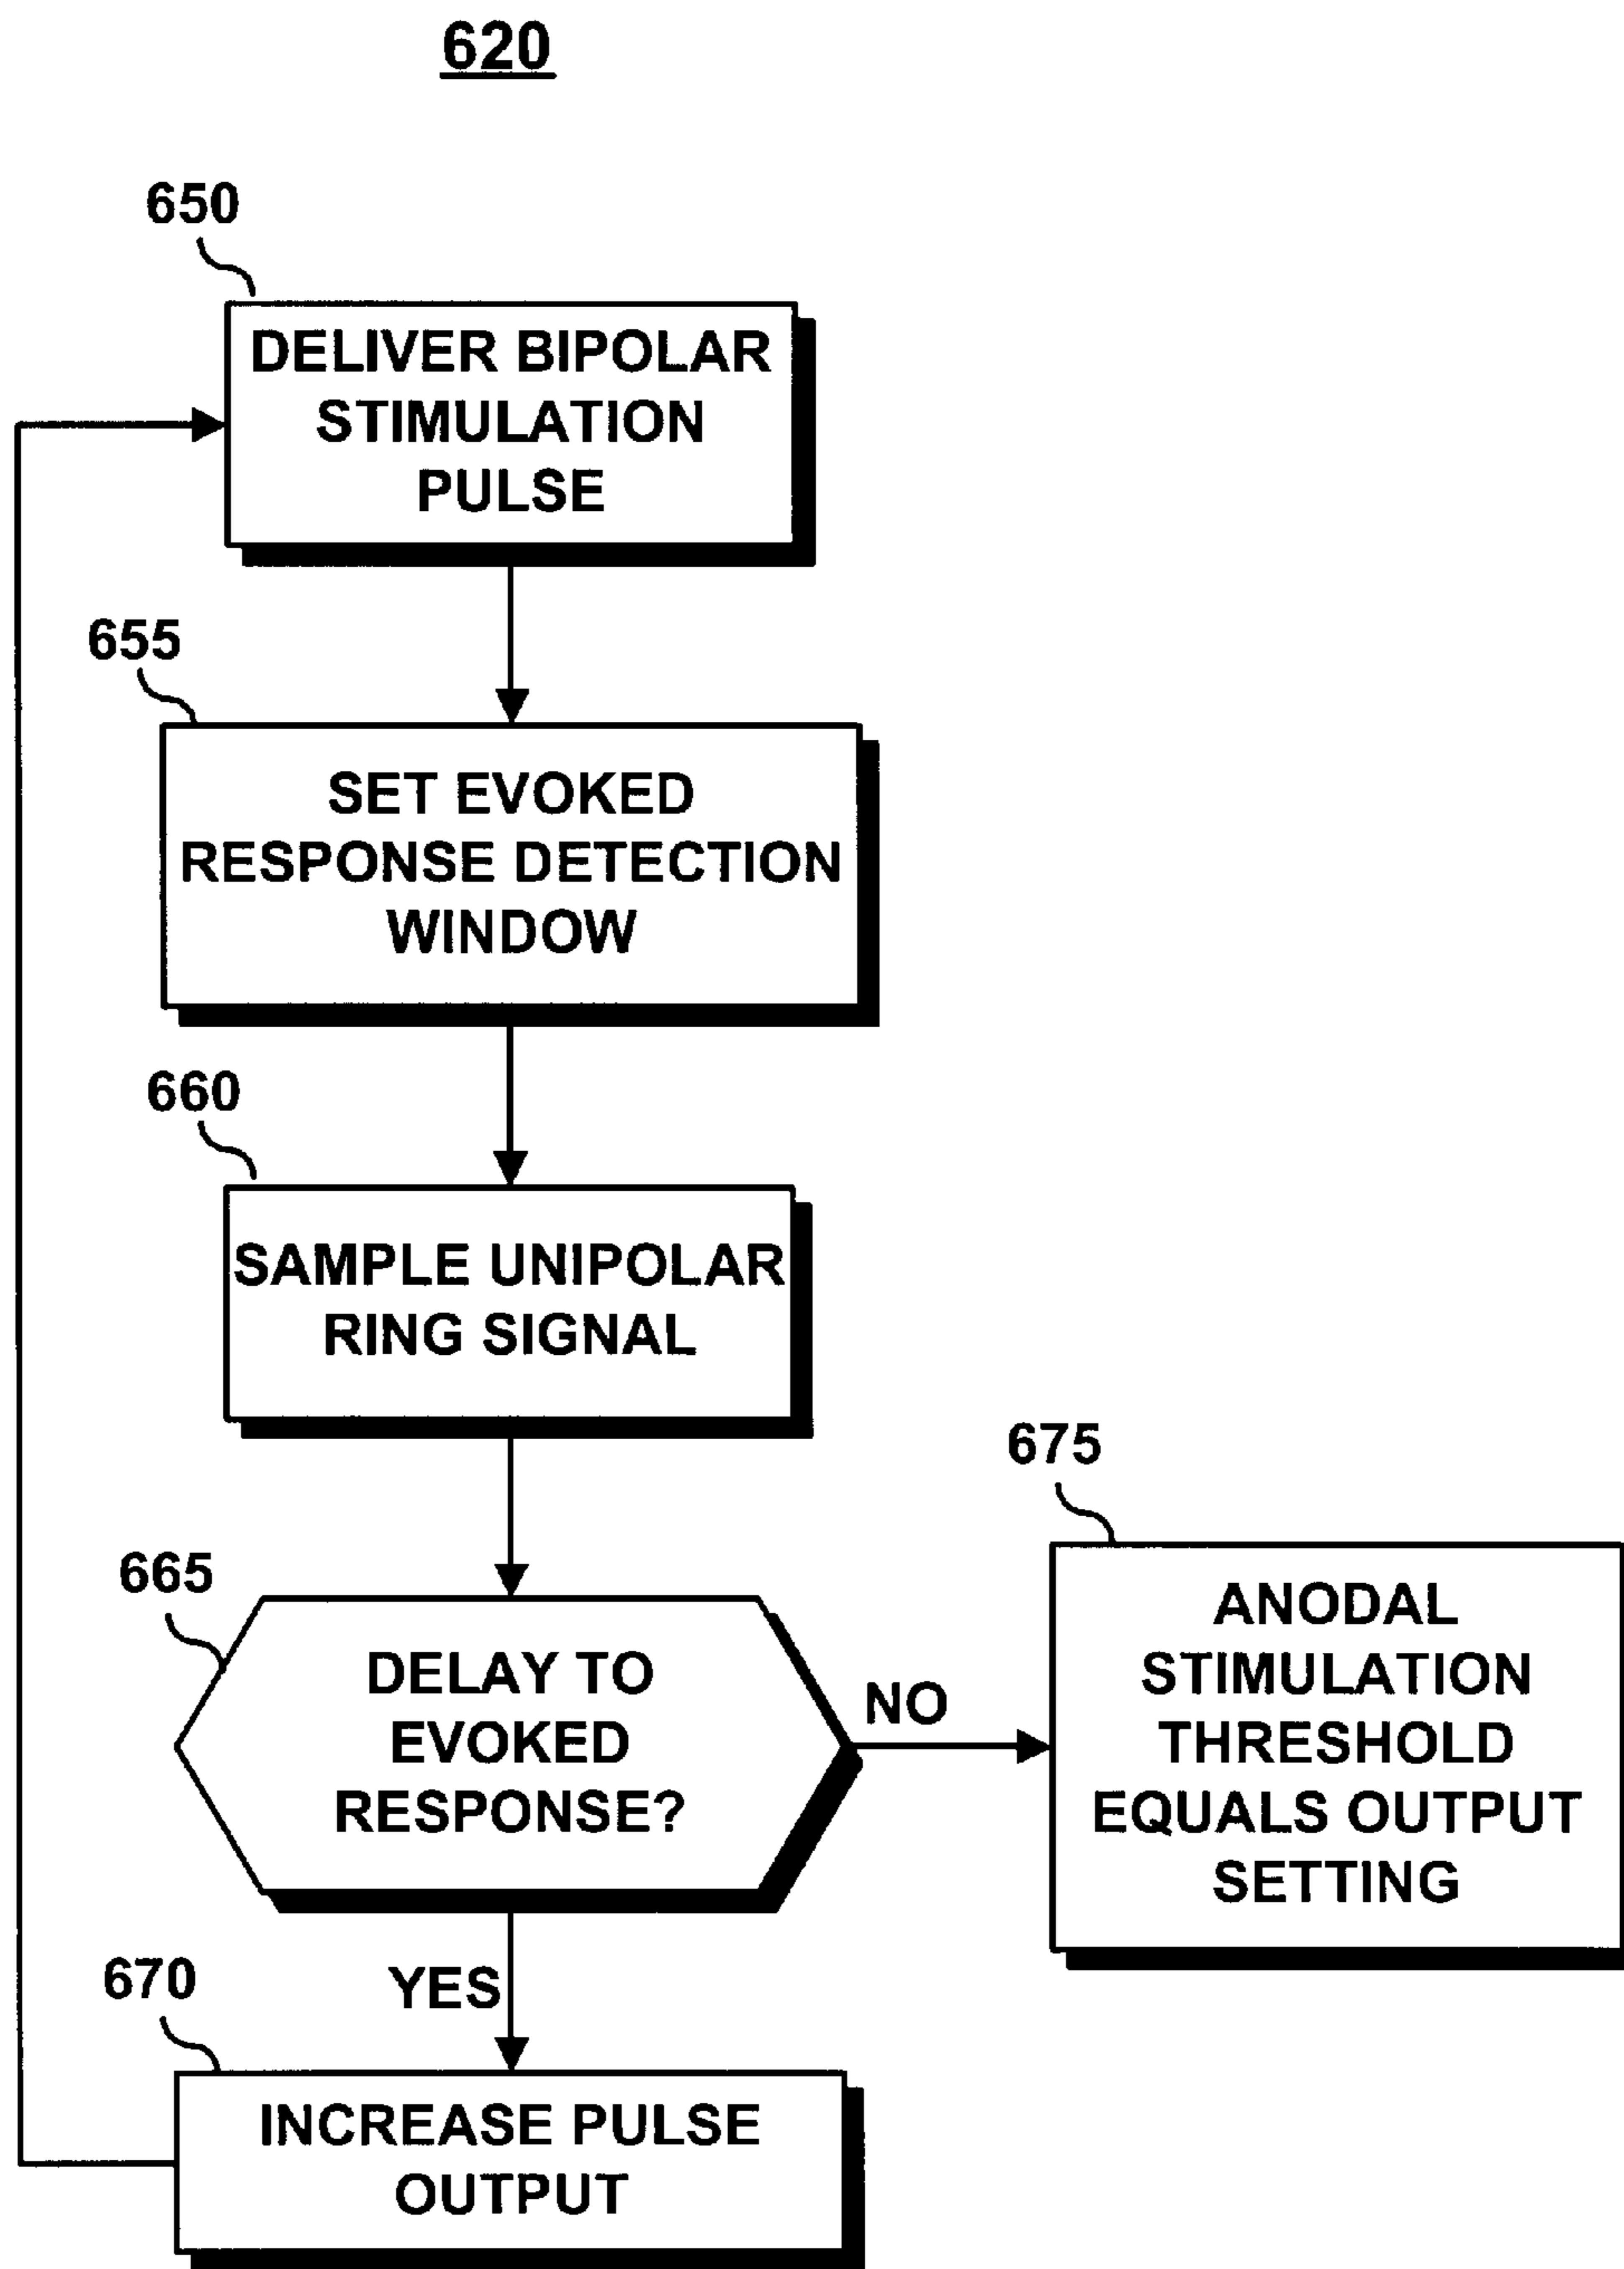 620
650
DELIVER BIPOLAR
STIMULATION
PULSE
655
SET EVOKED
RESPONSE DETECTION
WINDOW
660
SAMPLE UNIPOLAR
RING SIGNAL
665
DELAY TO
EVOKED
RESPONSE?
NO
675
ANODAL
STIMULATION
THRESHOLD
EQUALS OUTPUT
SETTING
YES
670
INCREASE PULSE
OUTPUT